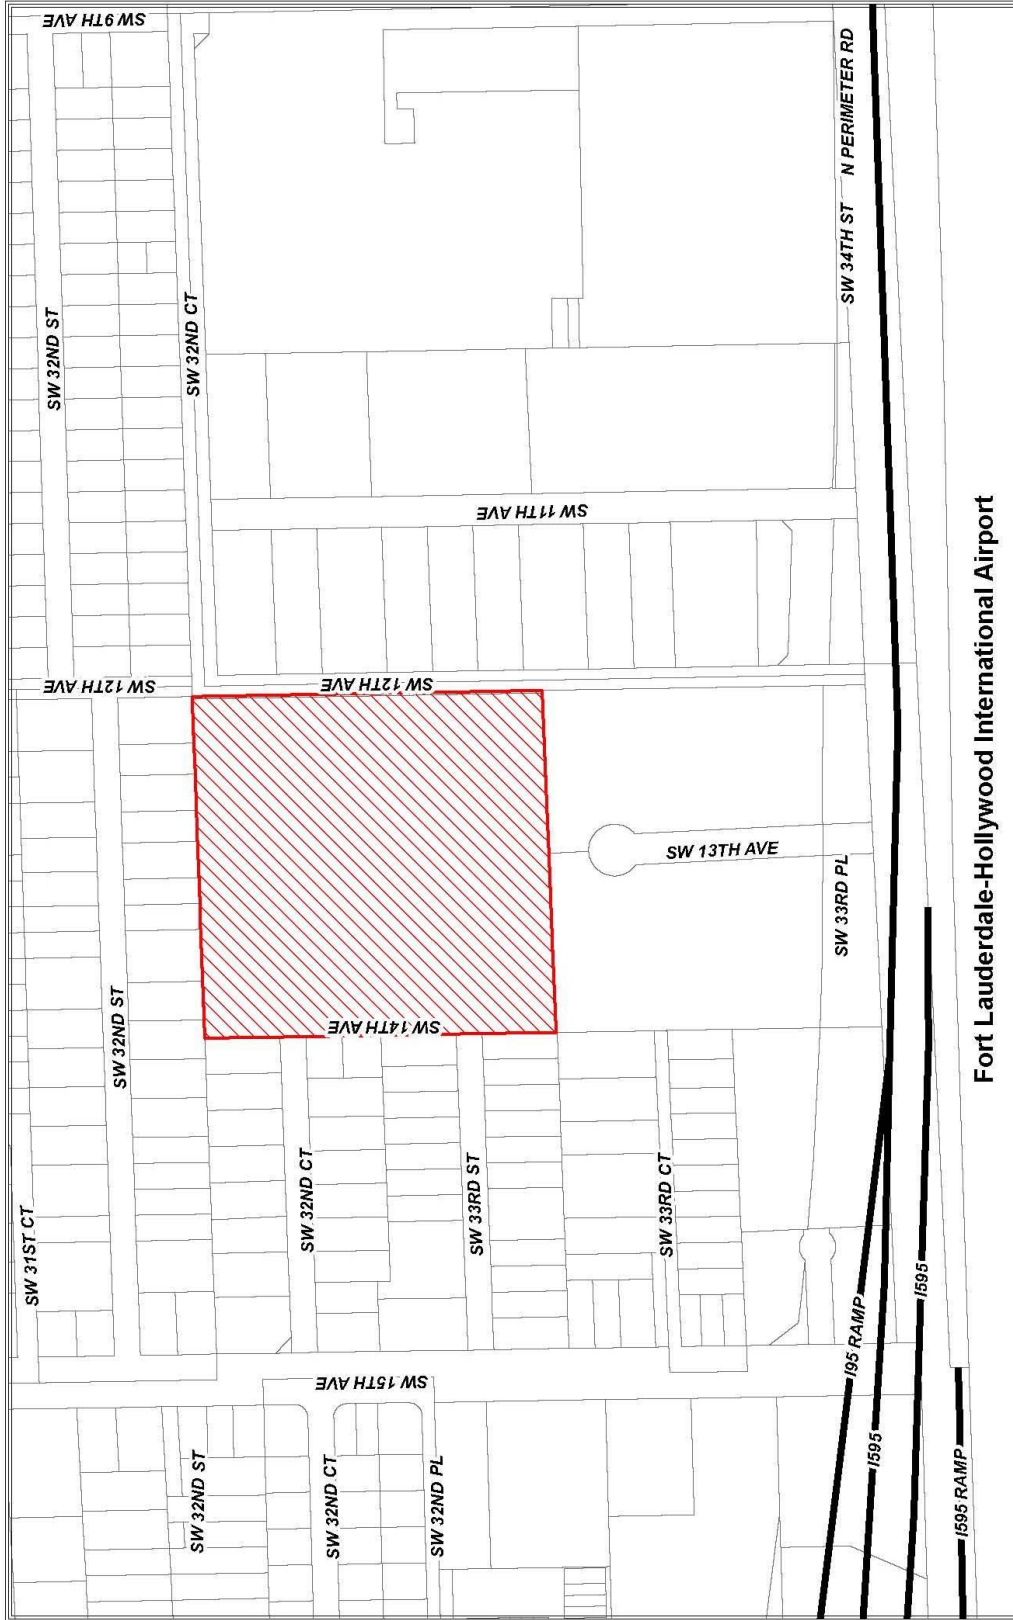 SW 9TH AVE
SW 32ND ST
SW 32ND CT
SW 34TH ST
N PERIMETER RD
SW 11TH AVE
SW 12TH AVE
SW 12TH AVE
SW 13TH AVE
SW 33RD PL
SW 14TH AVE
SW 32ND ST
SW 31ST CT
SW 32ND CT
SW 33RD ST
SW 33RD CT
SW 15TH AVE
I95 RAMP
I595
I595
I595 RAMP
SW 32ND ST
SW 32ND CT
SW 32ND PL
Fort Lauderdale-Hollywood International Airport